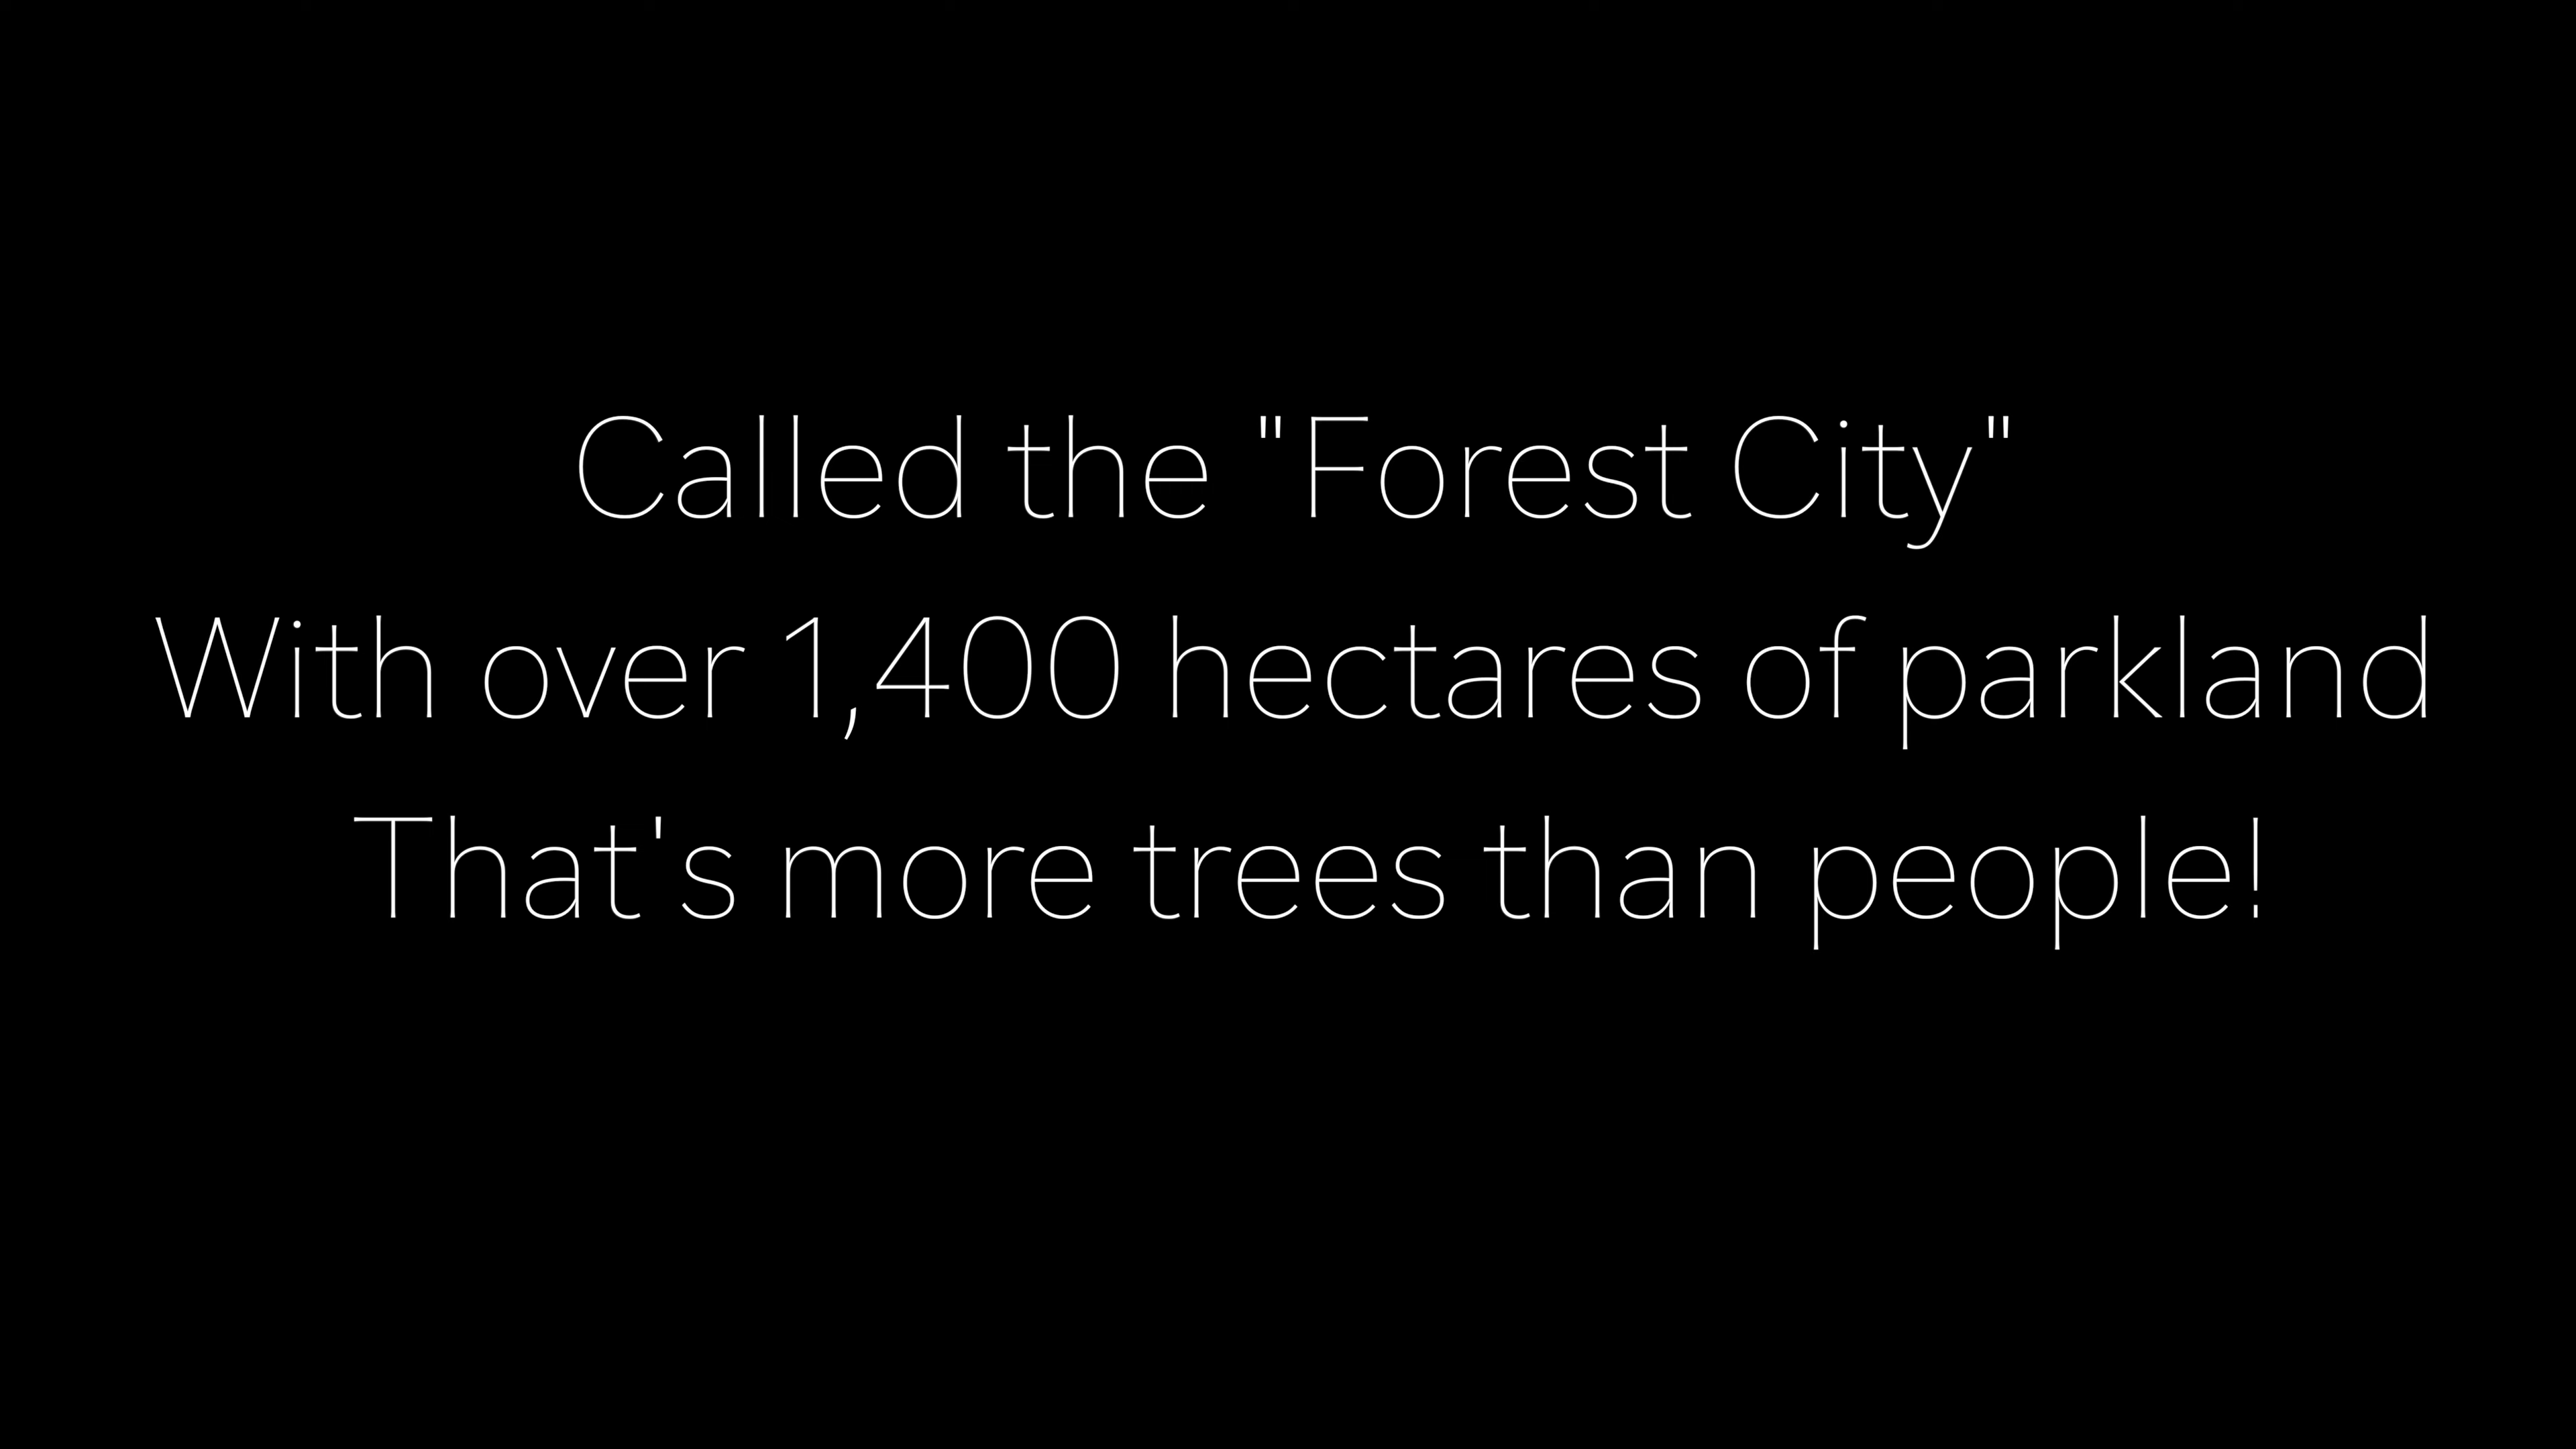 Called the "Forest City"
With over 1,400 hectares of parkland
That's more trees than people!